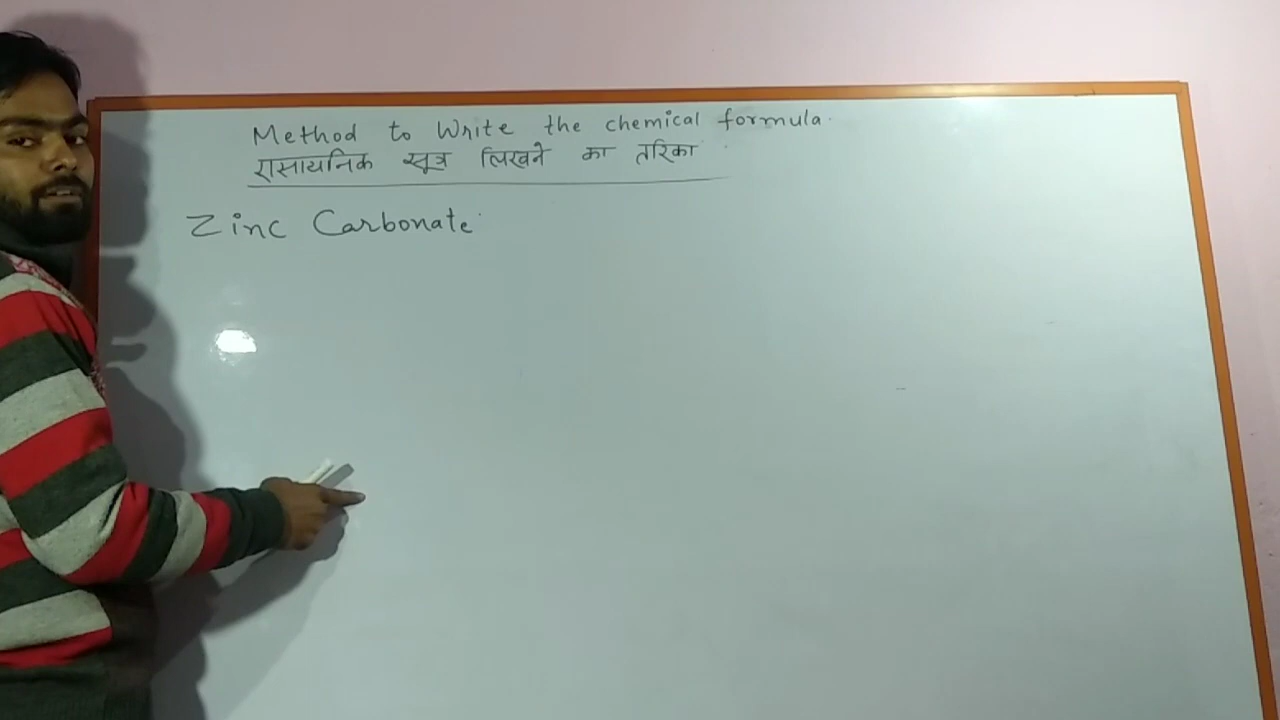 Method to Write the chemical formula.
रासायनिक सूत्र लिखने का तरिका
Zinc Carbonate